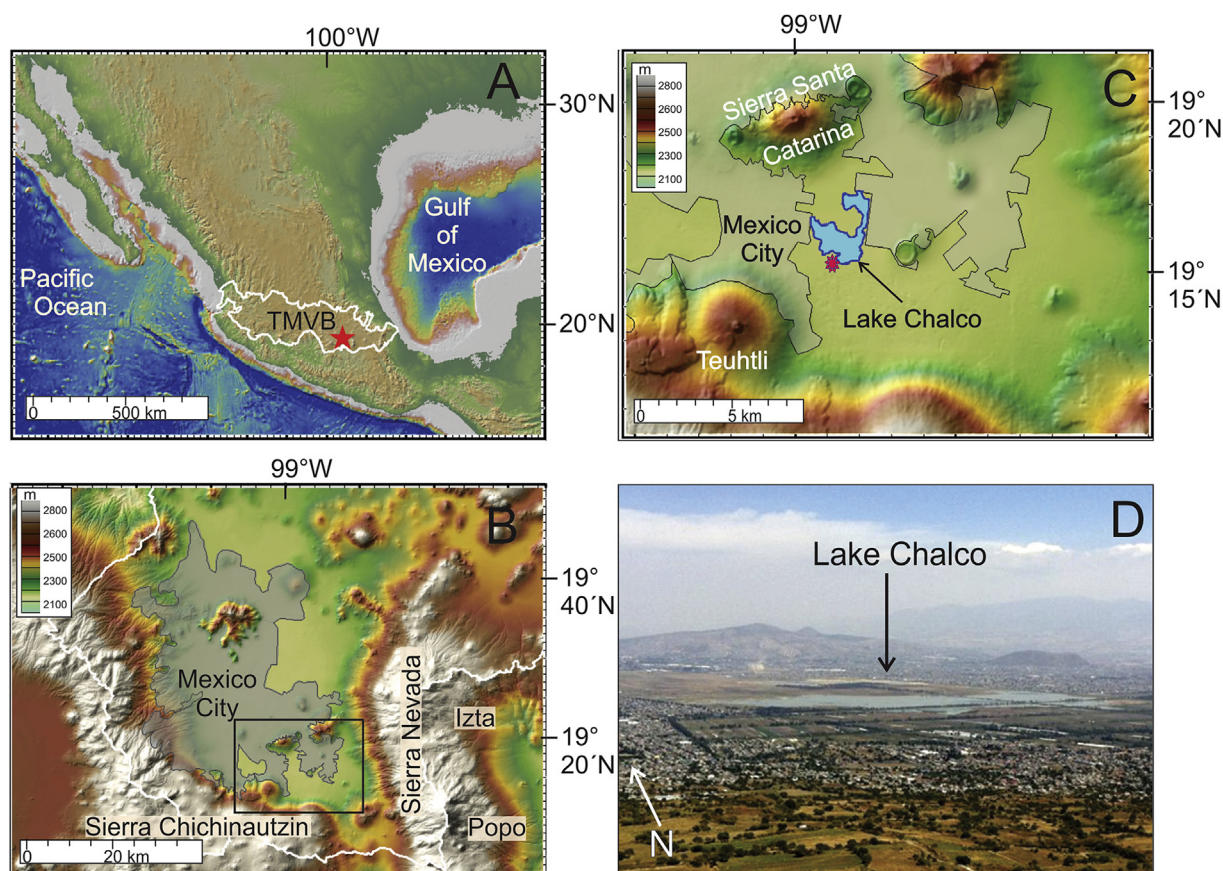 100°W
A
30°N
Gulf
of
Mexico
Pacific
Ocean
TMVB
20°N
0
500 km
99°W
m
2800
2600
2500
2300
2100
C
Sierra Santa
Catarina
19°
20´N
Mexico
City
Lake Chalco
19°
15´N
Teuhtli
0
5 km
99°W
m
2800
2600
2500
2300
2100
B
19°
40´N
Mexico
City
Sierra Nevada
Izta
19°
20´N
Sierra Chichinautzin
Popo
0
20 km
D
Lake Chalco
N